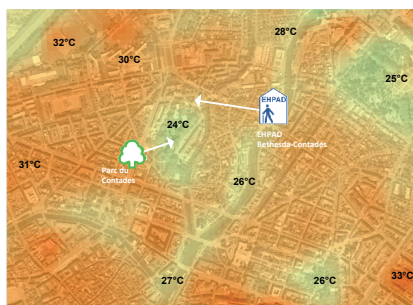 28°C
32°C
30°C
25°C
EHPAD
24°C
EHPAD
Bethesda-Contades
31°C
Parc du
Contades
26°C
27°C
26°C
33°C